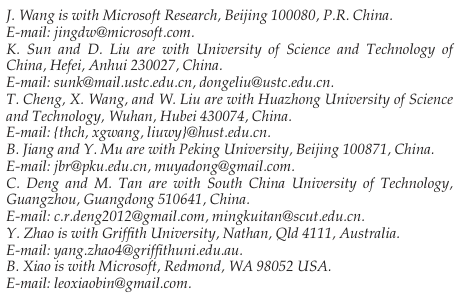 J. Wang is with Microsoft Research, Beijing 100080, P.R. China.
E-mail: jingdw@microsoft.com.
K. Sun and D. Liu are with University of Science and Technology of
China, Hefei, Anhui 230027, China.
E-mail: sunk@mail.ustc.edu.cn, dongeliu@ustc.edu.cn.
T. Cheng, X. Wang, and W. Liu are with Huazhong University of Science
and Technology, Wuhan, Hubei 430074, China.
E-mail: {thch, xgwang, liuwy}@hust.edu.cn.
B. Jiang and Y. Mu are with Peking University, Beijing 100871, China.
E-mail: jbr@pku.edu.cn, muyadong@gmail.com.
C. Deng and M. Tan are with South China University of Technology,
Guangzhou, Guangdong 510641, China.
E-mail: c.r.deng2012@gmail.com, mingkuitan@scut.edu.cn.
Y. Zhao is with Griffith University, Nathan, Qld 4111, Australia.
E-mail: yang.zhao4@griffithuni.edu.au.
B. Xiao is with Microsoft, Redmond, WA 98052 USA.
E-mail: leoxiaobin@gmail.com.